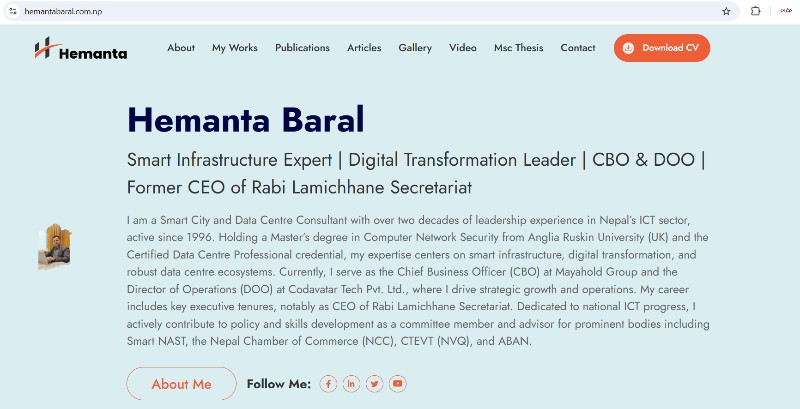 hemantabaral.com.np
Hemanta
About My Works Publications Articles Gallery Video Msc Thesis Contact Download CV
Hemanta Baral
Smart Infrastructure Expert | Digital Transformation Leader | CBO & DOO |
Former CEO of Rabi Lamichhane Secretariat
I am a Smart City and Data Centre Consultant with over two decades of leadership experience in Nepal's ICT sector,
active since 1996. Holding a Master's degree in Computer Network Security from Anglia Ruskin University (UK) and the
Certified Data Centre Professional credential, my expertise centers on smart infrastructure, digital transformation, and
robust data centre ecosystems. Currently, I serve as the Chief Business Officer (CBO) at Mayahold Group and the
Director of Operations (DOO) at Codavatar Tech Pvt. Ltd., where I drive strategic growth and operations. My career
includes key executive tenures, notably as CEO of Rabi Lamichhane Secretariat. Dedicated to national ICT progress, I
actively contribute to policy and skills development as a committee member and advisor for prominent bodies including
Smart NAST, the Nepal Chamber of Commerce (NCC), CTEVT (NVQ), and ABAN.
About Me Follow Me: